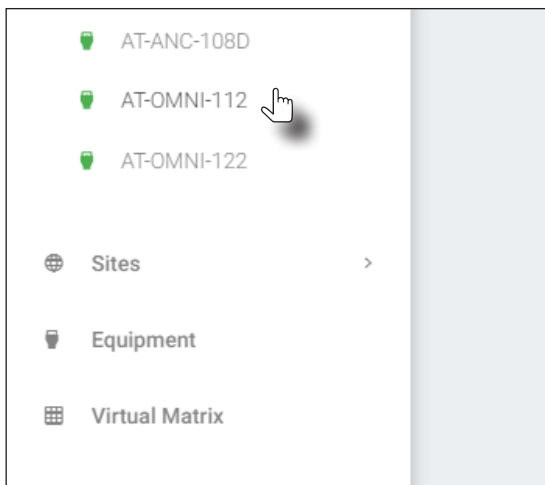 AT-ANC-108D
AT-OMNI-112
AT-OMNI-122
Sites
Equipment
Virtual Matrix